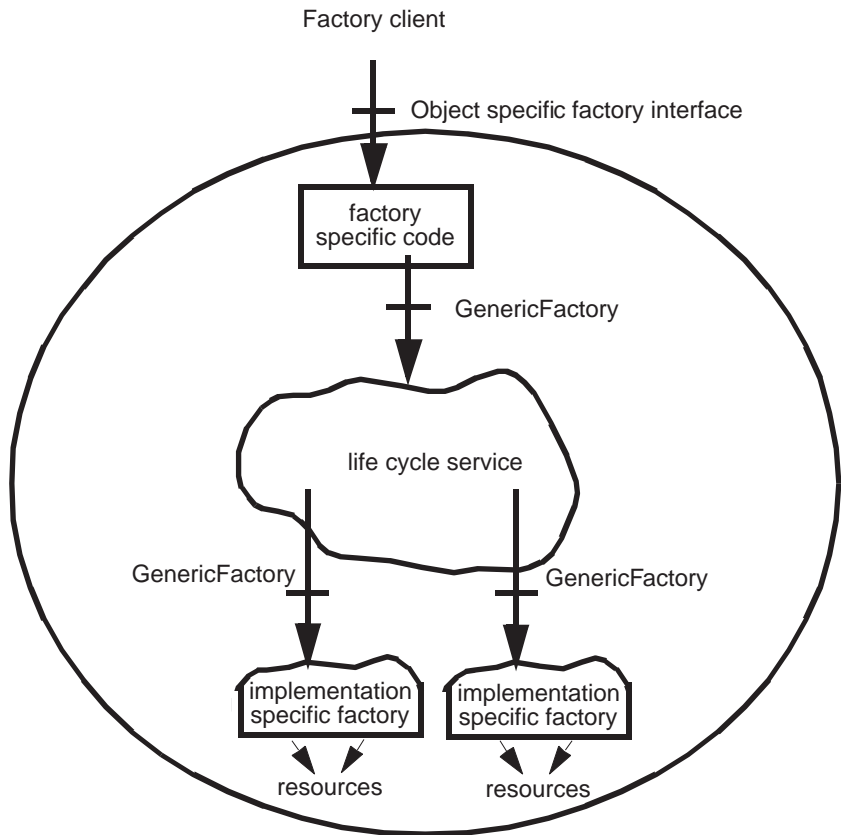 Factory client
Object specific factory interface
factory
specific code
GenericFactory
life cycle service
GenericFactory
GenericFactory
implementation
specific factory
implementation
specific factory
resources
resources